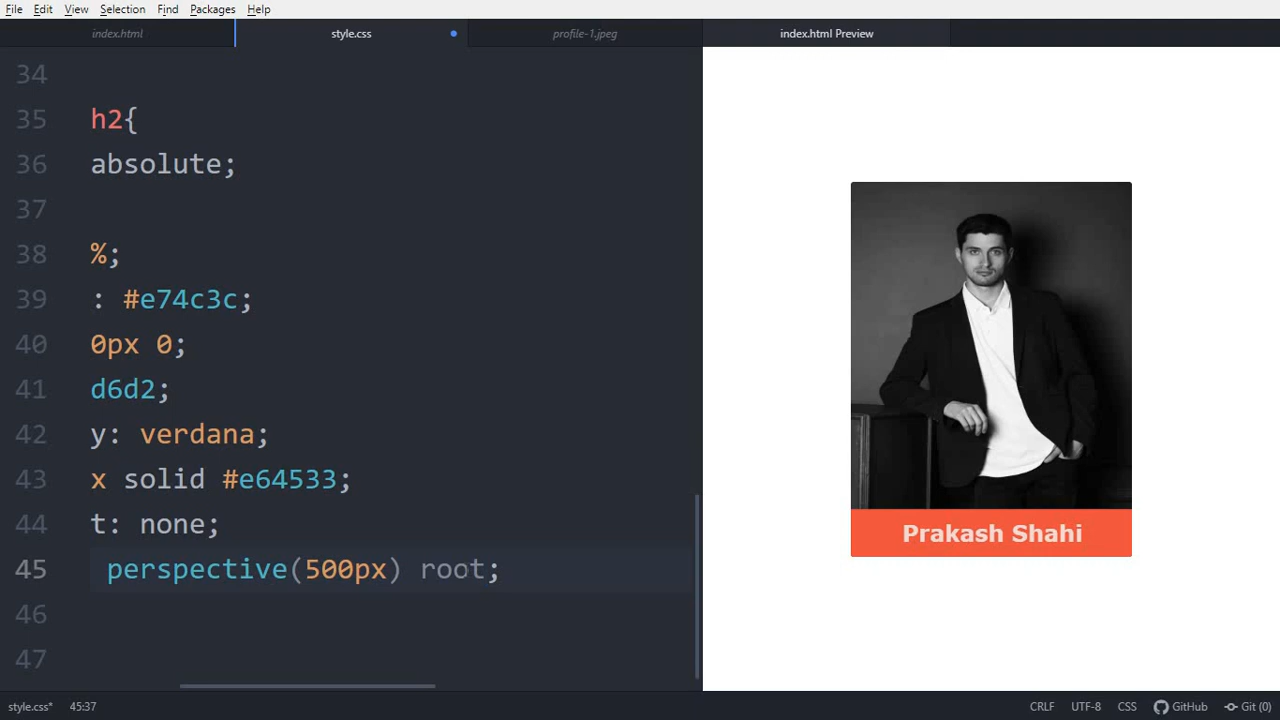 File Edit View Selection Find Packages Help
index.html style.css profile-1.jpeg index.html Preview
34
35 h2{
36 absolute;
37
38 %;
39 : #e74c3c;
40 0px 0;
41 d6d2;
42 y: verdana;
43 x solid #e64533;
44 t: none;
45 perspective(500px) root;
46
47
Prakash Shahi
style.css* 45:37 CRLF UTF-8 CSS GitHub Git (0)